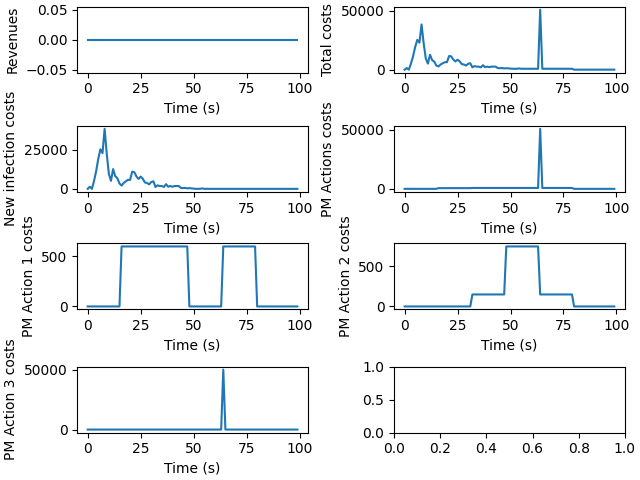 Revenues
0.05
0.00
−0.05
0 25 50 75 100
Time (s)
Total costs
50000
0
0 25 50 75 100
Time (s)
New infection costs
25000
0
0 25 50 75 100
Time (s)
PM Actions costs
50000
0
0 25 50 75 100
Time (s)
PM Action 1 costs
500
0
0 25 50 75 100
Time (s)
PM Action 2 costs
500
0
0 25 50 75 100
Time (s)
PM Action 3 costs
50000
0
0 25 50 75 100
Time (s)
1.0
0.5
0.0
0.0 0.2 0.4 0.6 0.8 1.0